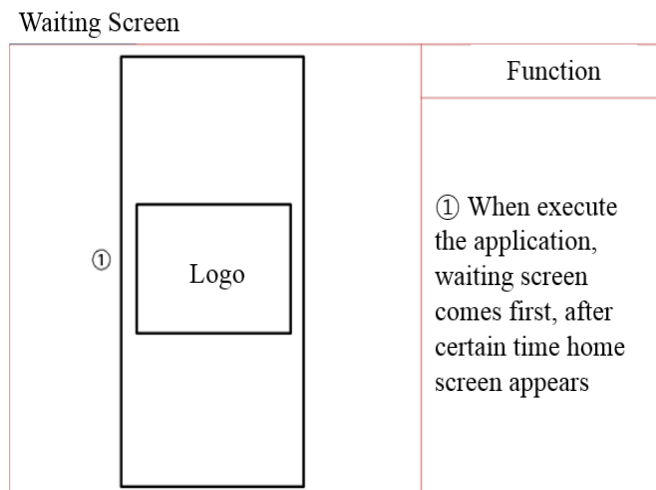 Waiting Screen
Function
①
Logo
① When execute
the application,
waiting screen
comes first, after
certain time home
screen appears